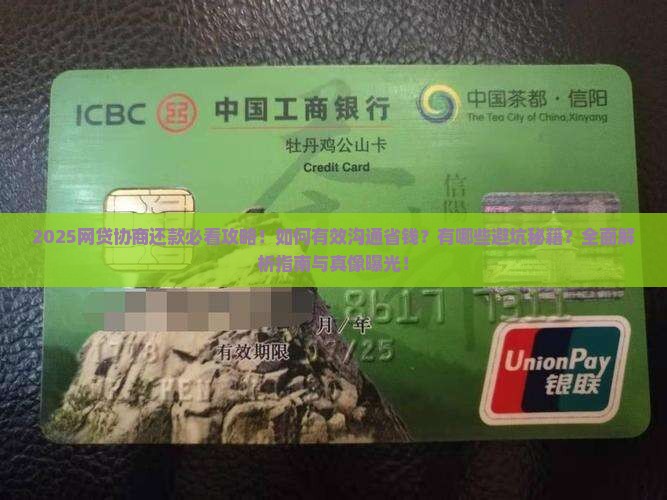 ICBC 中国工商银行
中国茶都·信阳
The Tea City of China,Xinyang
牡丹鸡公山卡
Credit Card
信阳
2025网贷协商还款必看攻略！如何有效沟通省钱？有哪些避坑秘籍？全面解
析指南与真像曝光！
8617
月/年
有效期限
/25
UnionPay
银联